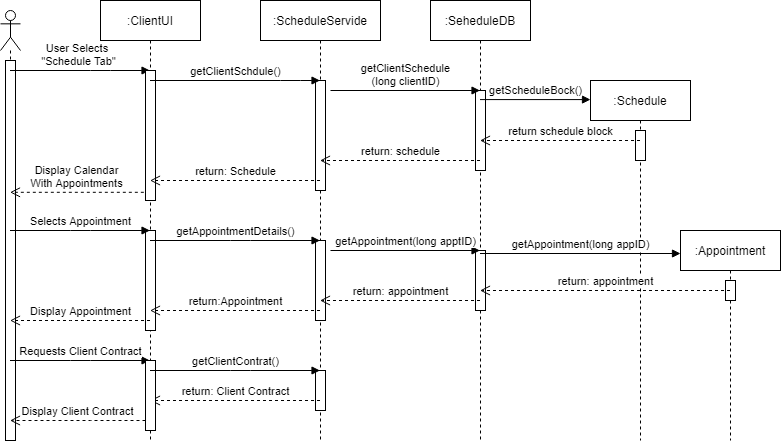 :ClientUI
:ScheduleServide
:SeheduleDB
User Selects
"Schedule Tab"
getClientSchdule()
getClientSchedule
(long clientID)
getScheduleBock()
:Schedule
return schedule block
return: schedule
return: Schedule
Display Calendar
With Appointments
Selects Appointment
getAppointmentDetails()
getAppointment(long apptID)
getAppointment(long appID)
:Appointment
return: appointment
return: appointment
return:Appointment
Display Appointment
Requests Client Contract
getClientContrat()
return: Client Contract
Display Client Contract